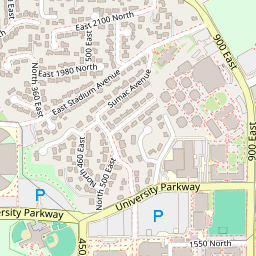 East 2100 North
500 East
900 East
East 1980 North
East Stadium Avenue
Sumac Avenue
North 360 East
North 460 East
North 500 East
900 East
University Parkway
P
P
ersity Parkway
450
1550 North